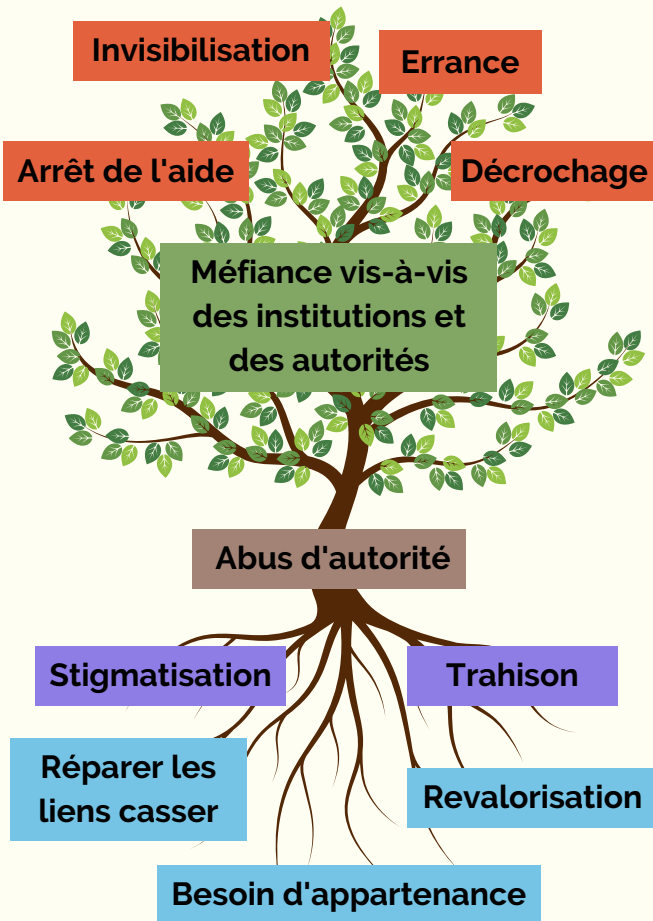 Invisibilisation
Errance
Arrêt de l'aide
Décrochage
Méfiance vis-à-vis
des institutions et
des autorités
Abus d'autorité
Stigmatisation
Trahison
Réparer les
liens casser
Revalorisation
Besoin d'appartenance